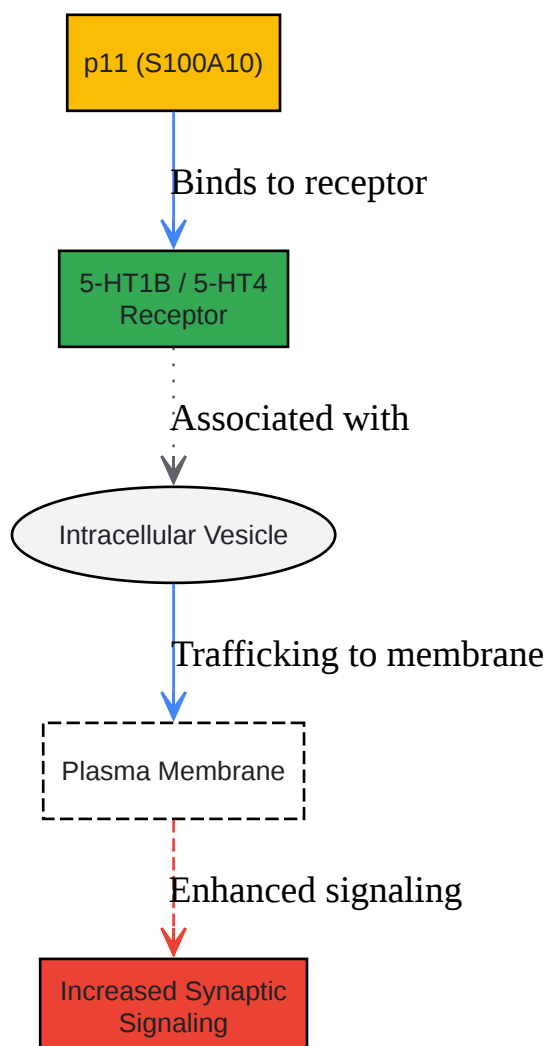 p11 (S100A10)
Binds to receptor
5-HT1B / 5-HT4
Receptor
Associated with
Intracellular Vesicle
Trafficking to membrane
Plasma Membrane
Enhanced signaling
Increased Synaptic
Signaling